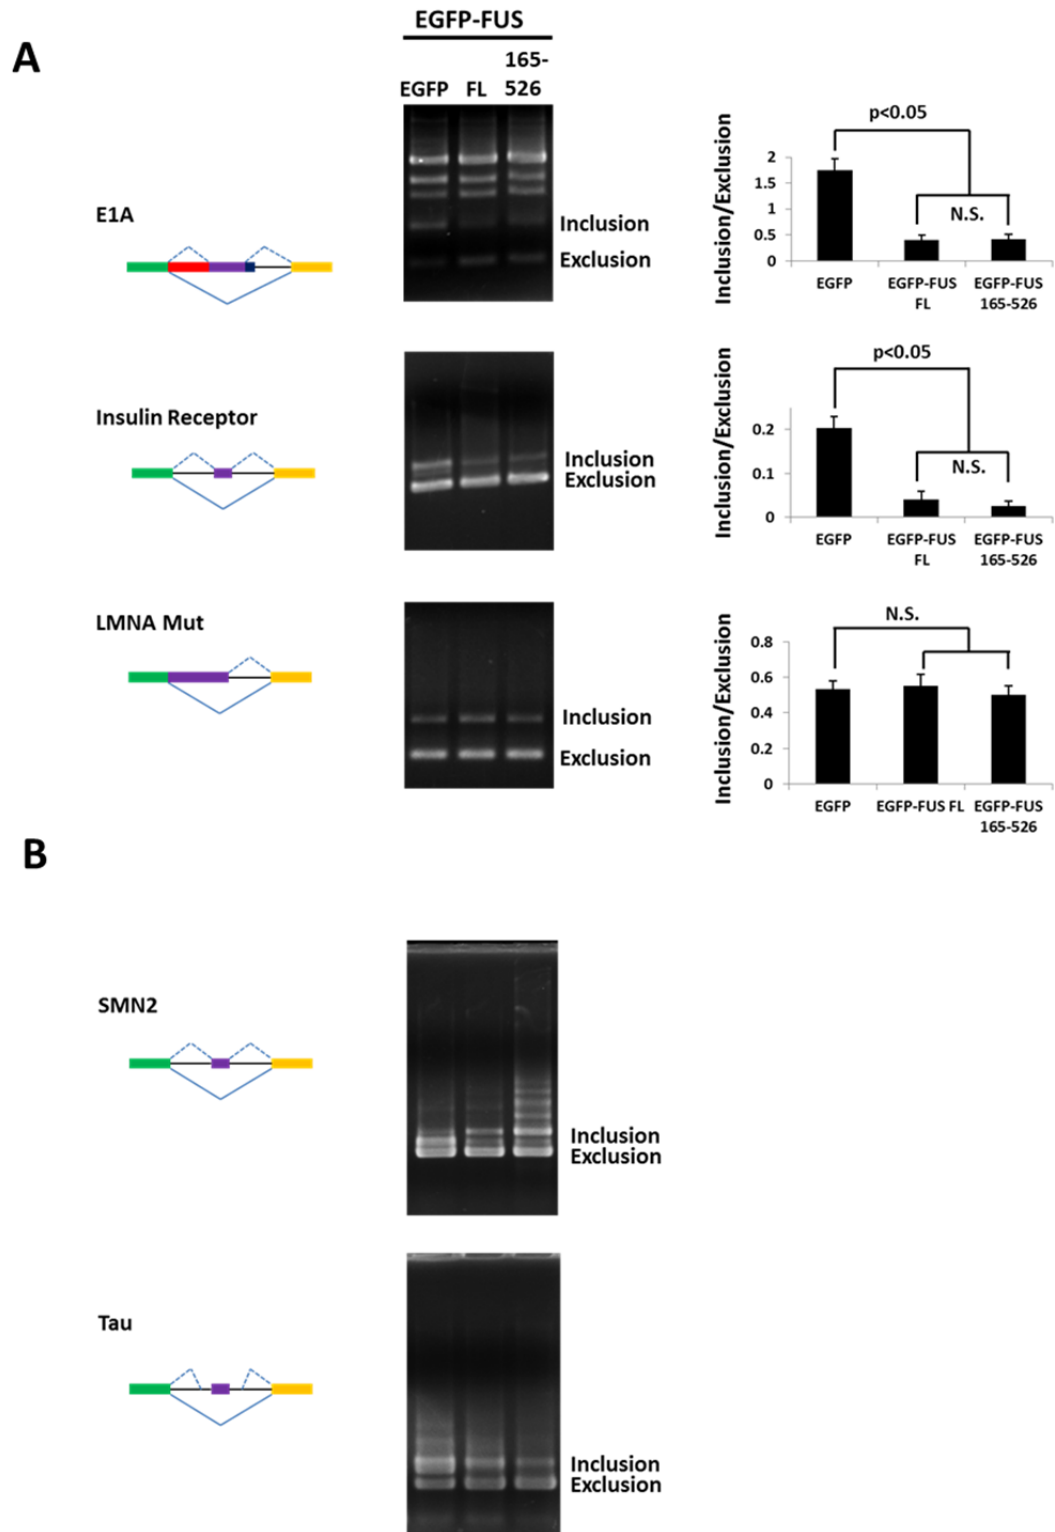 A
EGFP-FUS
EGFP FL 165-526
E1A
Inclusion
Exclusion
Inclusion/Exclusion
p<0.05
N.S.
2
1.5
1
0.5
0
EGFP
EGFP-FUS FL
EGFP-FUS 165-526
Insulin Receptor
Inclusion
Exclusion
Inclusion/Exclusion
p<0.05
N.S.
0.2
0.1
0
EGFP
EGFP-FUS FL
EGFP-FUS 165-526
LMNA Mut
Inclusion
Exclusion
Inclusion/Exclusion
N.S.
0.8
0.6
0.4
0.2
0
EGFP
EGFP-FUS FL
EGFP-FUS 165-526
B
SMN2
Inclusion
Exclusion
Tau
Inclusion
Exclusion